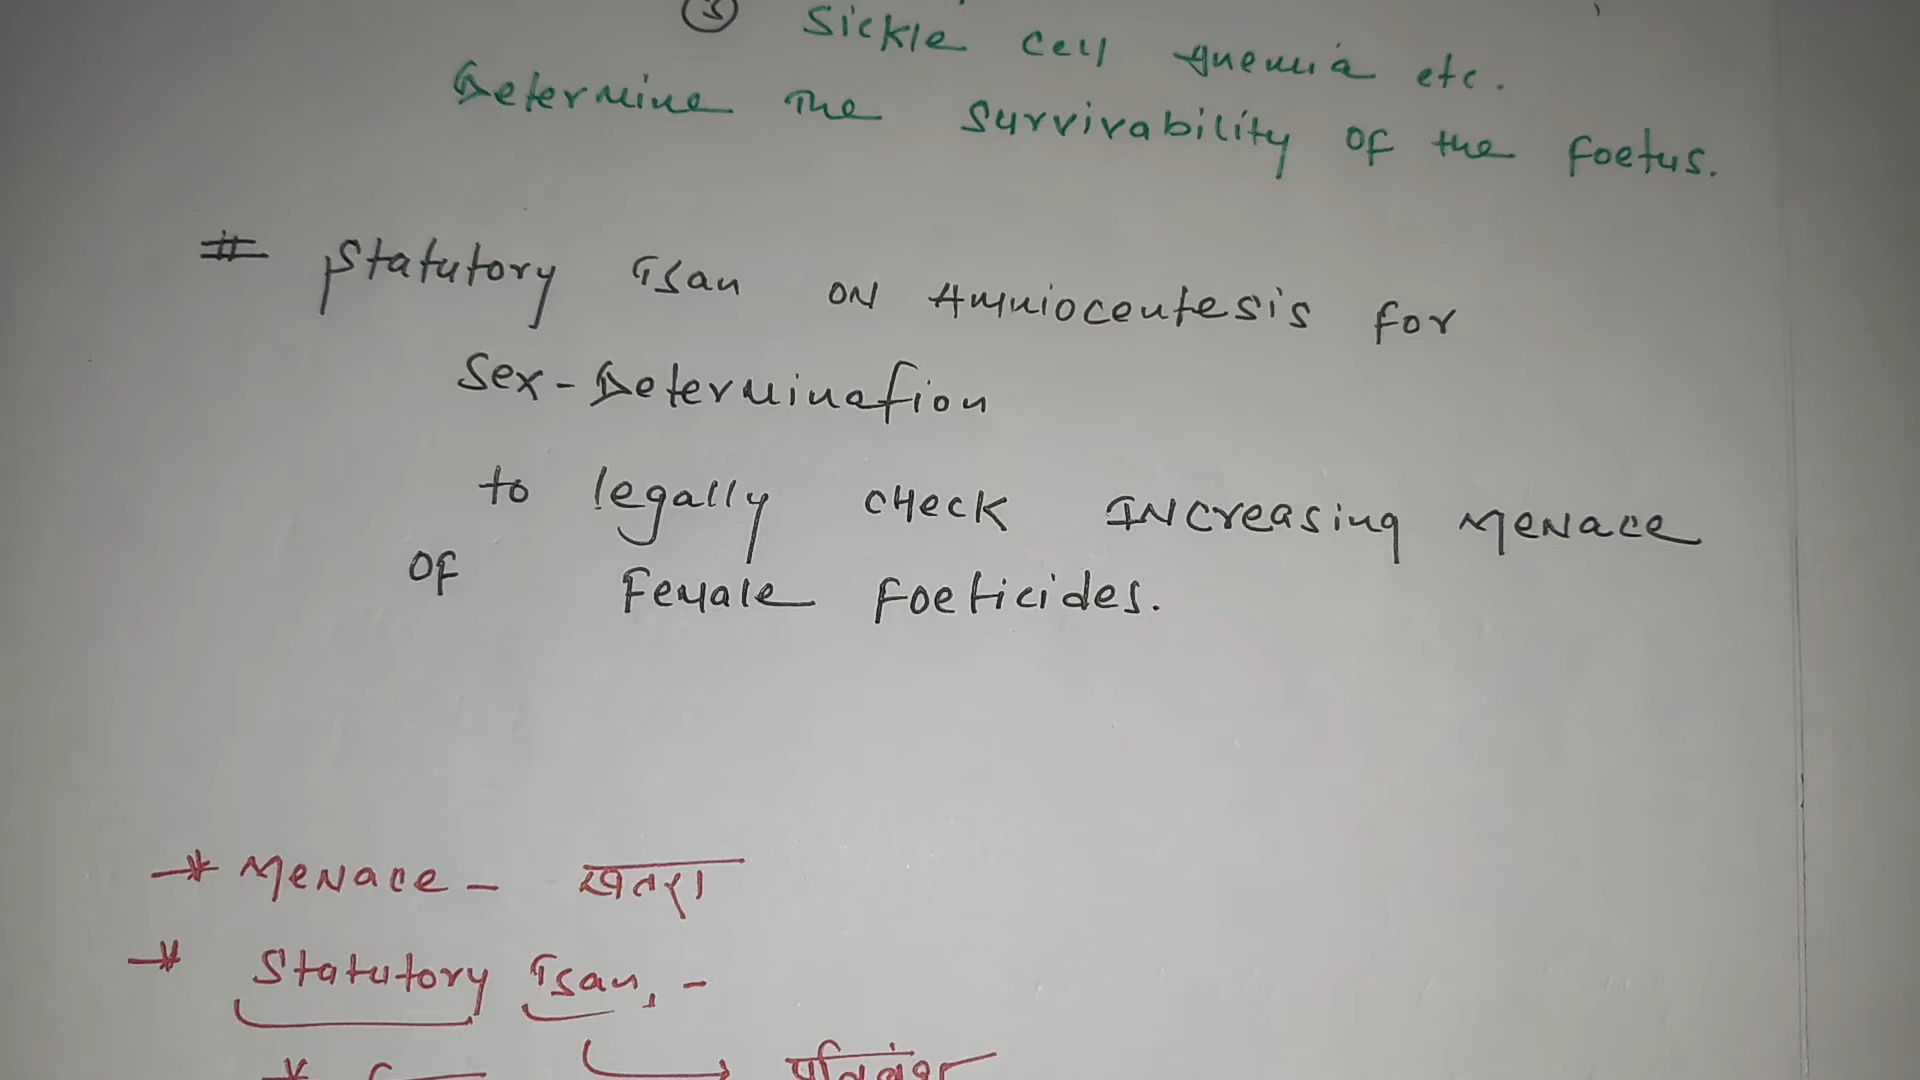 ③ Sickle cell anemia etc.
Determine the survivability of the foetus.
# Statutory Ban on Amniocentesis for
Sex-Determination
to legally check increasing menace
of Female foeticides.
→* Menace - खतरा
→* Statutory Ban, -